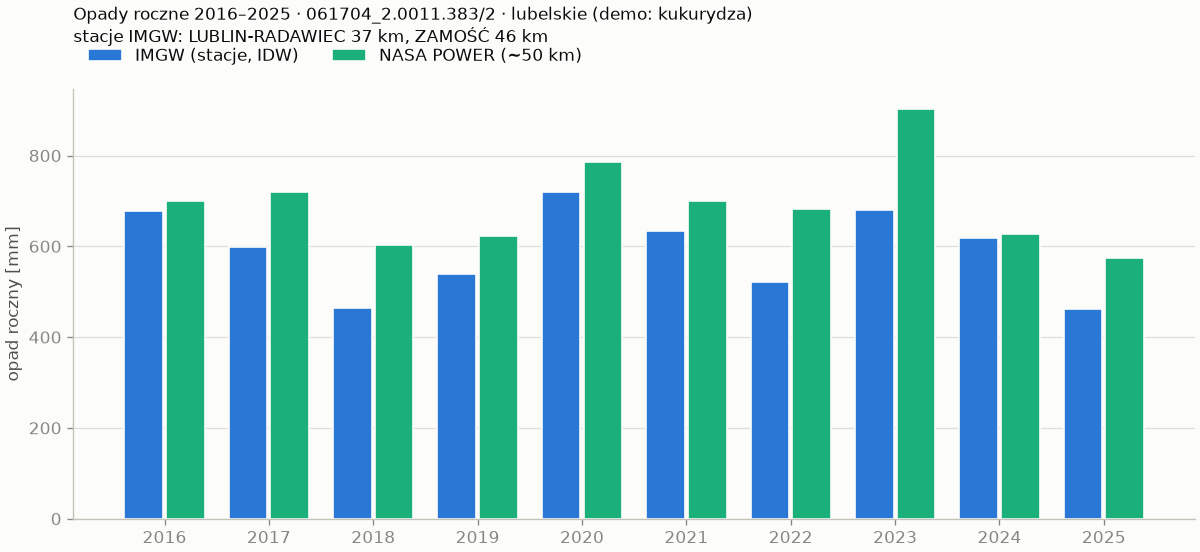 Opady roczne 2016–2025 · 061704_2.0011.383/2 · lubelskie (demo: kukurydza)
stacje IMGW: LUBLIN-RADAWIEC 37 km, ZAMOŚĆ 46 km
IMGW (stacje, IDW) NASA POWER (~50 km)
opad roczny [mm]
800
600
400
200
0
2016 2017 2018 2019 2020 2021 2022 2023 2024 2025